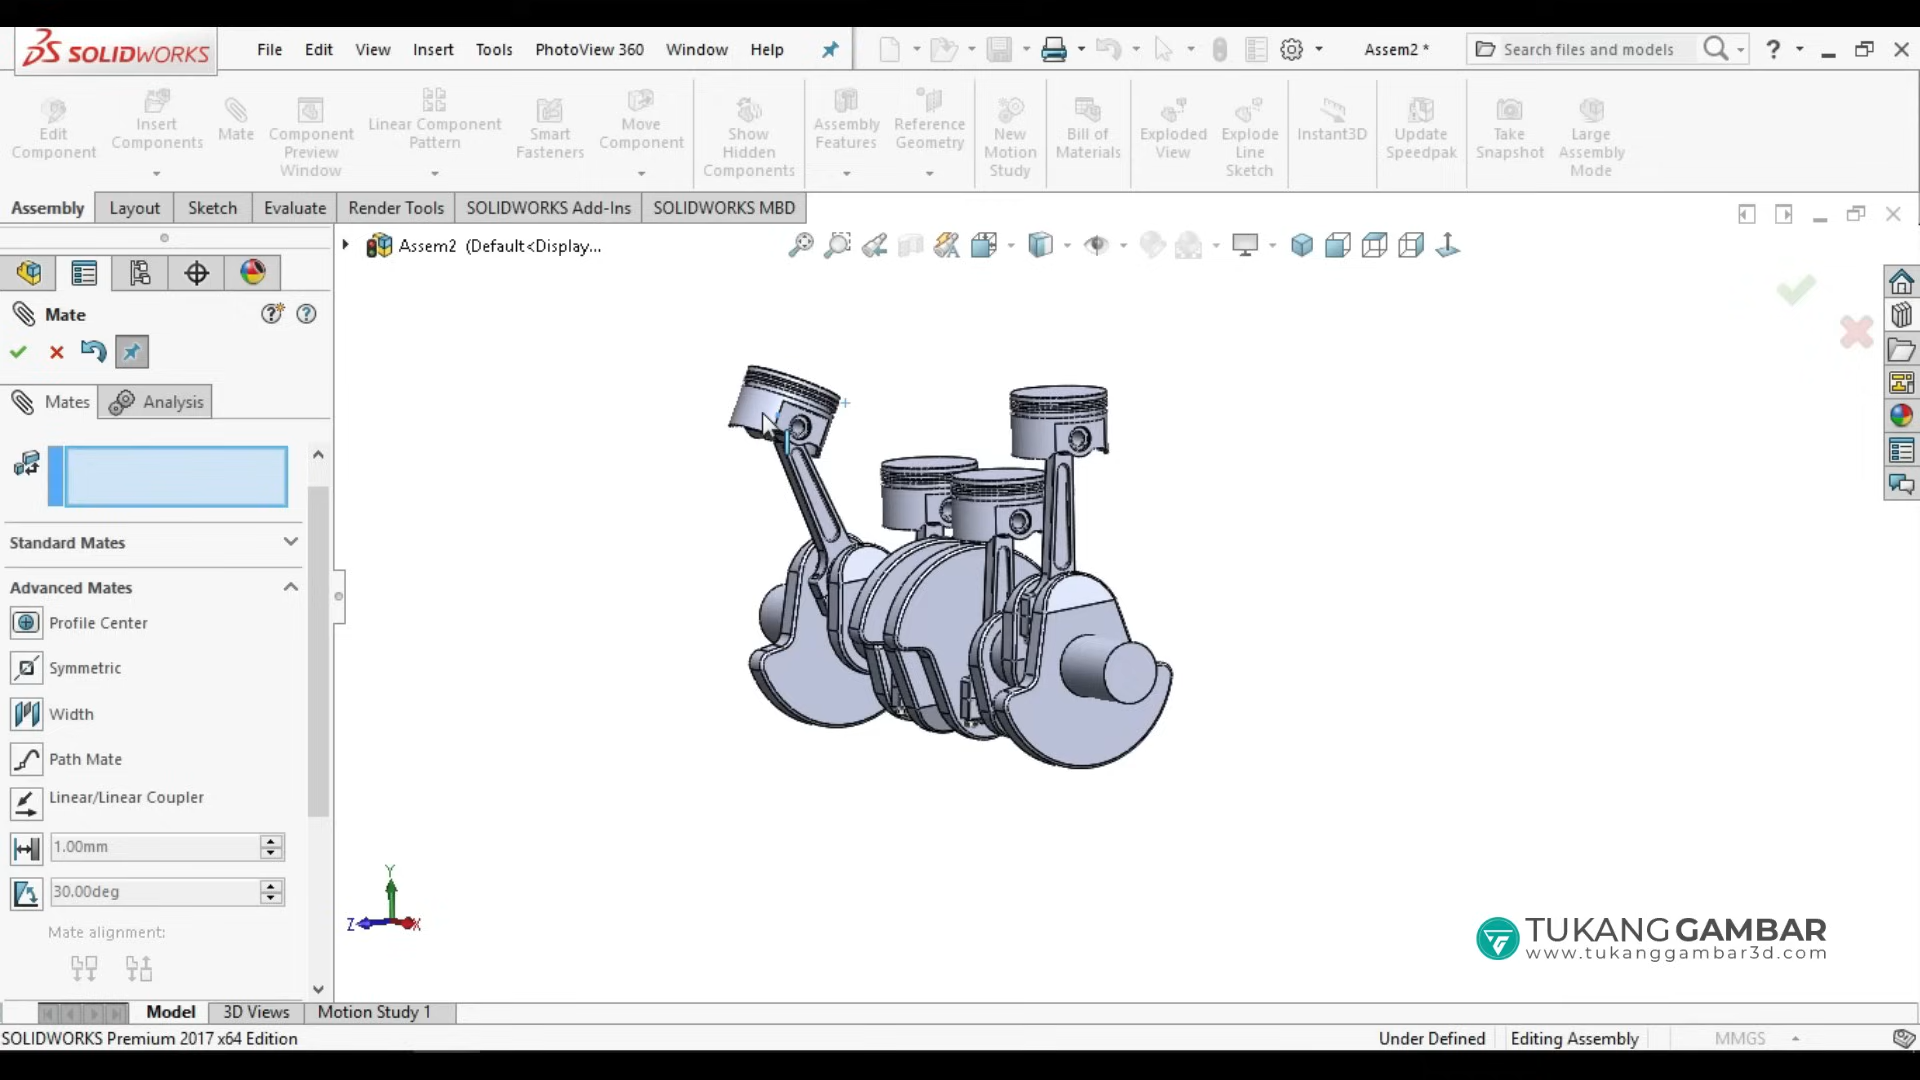 SOLIDWORKS
File Edit View Insert Tools PhotoView 360 Window Help
Assem2 *
Search files and models
?
Edit Component
Insert Components
Mate
Component Preview Window
Linear Component Pattern
Smart Fasteners
Move Component
Show Hidden Components
Assembly Features
Reference Geometry
New Motion Study
Bill of Materials
Exploded View
Explode Line Sketch
Instant3D
Update Speedpak
Take Snapshot
Large Assembly Mode
Assembly Layout Sketch Evaluate Render Tools SOLIDWORKS Add-Ins SOLIDWORKS MBD
Assem2 (Default<Display...
Mate
Mates Analysis
Standard Mates
Advanced Mates
Profile Center
Symmetric
Width
Path Mate
Linear/Linear Coupler
1.00mm
30.00deg
Mate alignment:
Y
Z X
TUKANGGAMBAR
www.tukanggambar3d.com
Model 3D Views Motion Study 1
SOLIDWORKS Premium 2017 x64 Edition
Under Defined Editing Assembly MMGS